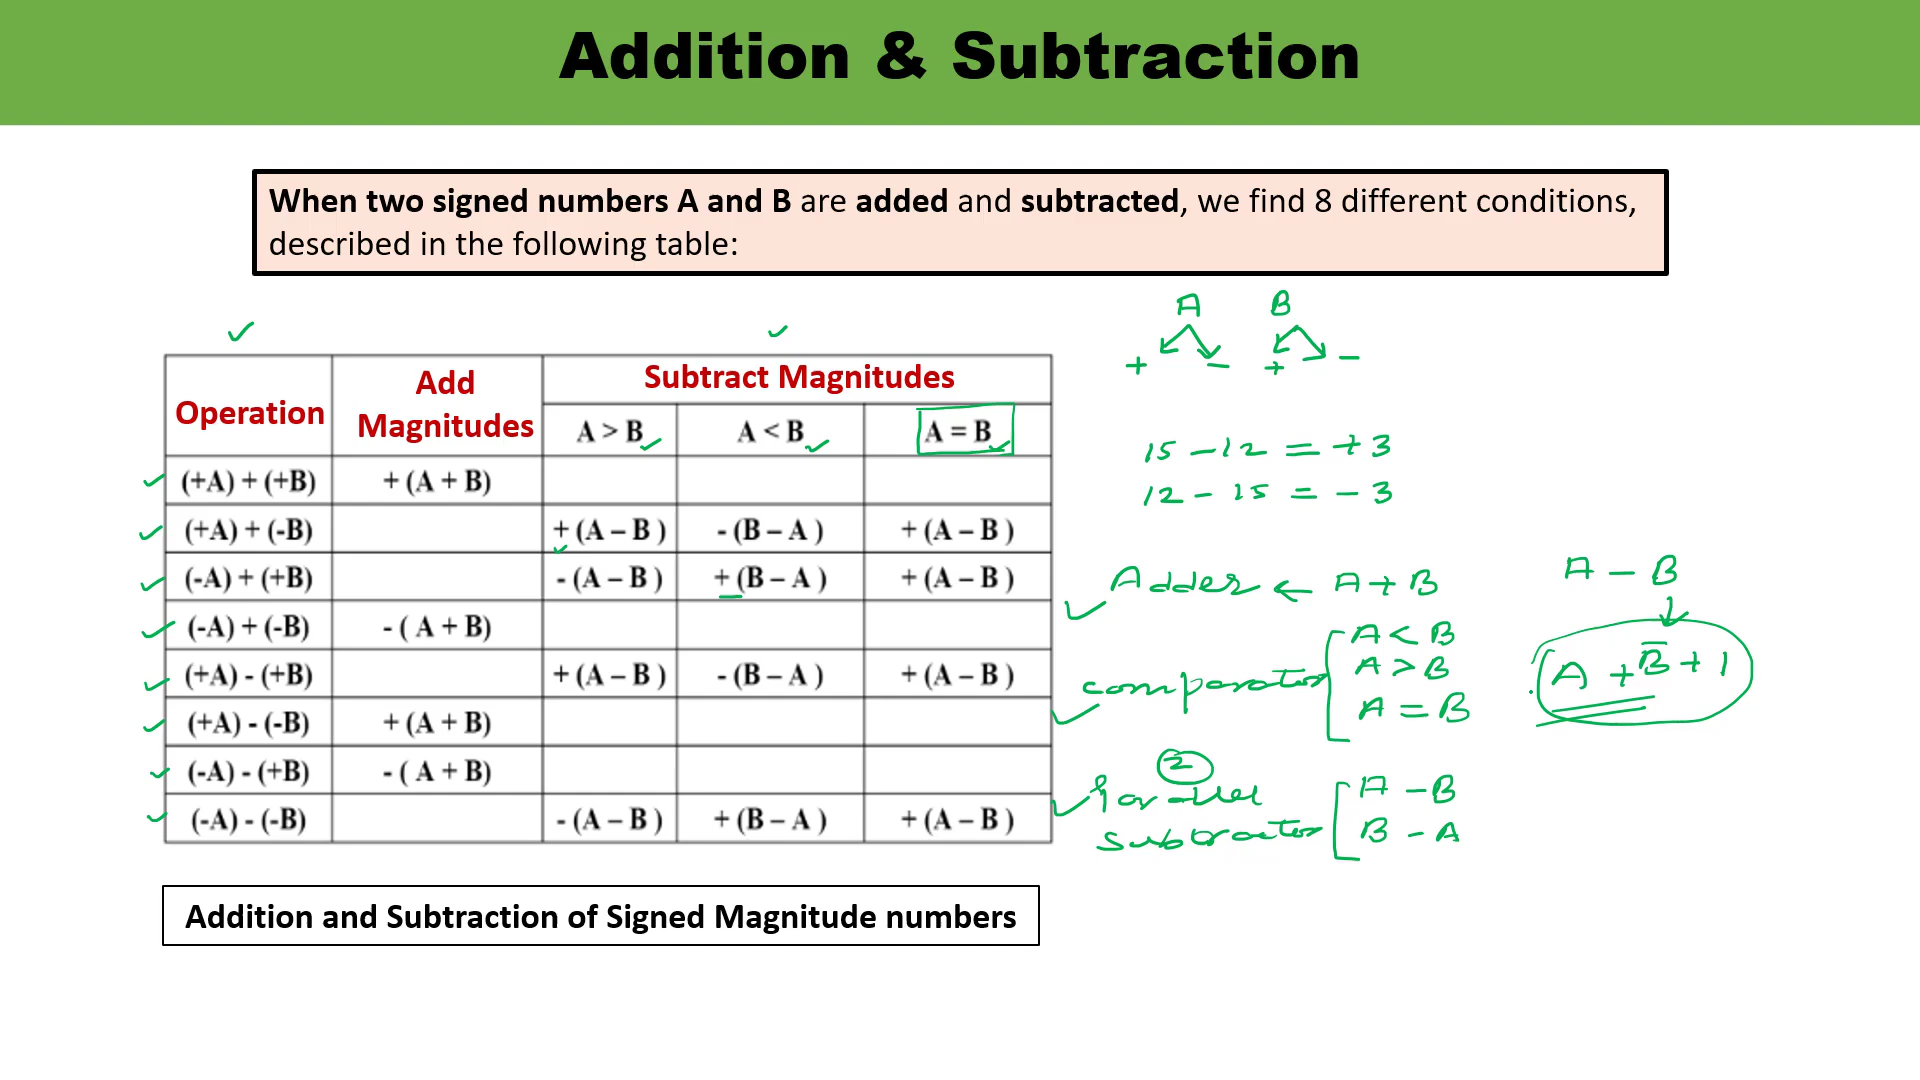 Addition & Subtraction
When two signed numbers A and B are added and subtracted, we find 8 different conditions,
described in the following table:
Operation Add Magnitudes Subtract Magnitudes
A > B A < B A = B
(+A) + (+B) + (A + B)
(+A) + (-B) + (A – B ) - (B – A ) + (A – B )
(-A) + (+B) - (A – B ) + (B – A ) + (A – B )
(-A) + (-B) - ( A + B)
(+A) - (+B) + (A – B ) - (B – A ) + (A – B )
(+A) - (-B) + (A + B)
(-A) - (+B) - ( A + B)
(-A) - (-B) - (A – B ) + (B – A ) + (A – B )
Addition and Subtraction of Signed Magnitude numbers
A B
+ - + -
15 - 12 = +3
12 - 15 = - 3
Adder ← A + B
comparator
A < B
A > B
A = B
2
Parallel
subtractor
A - B
B - A
A - B
A + B̅ + 1